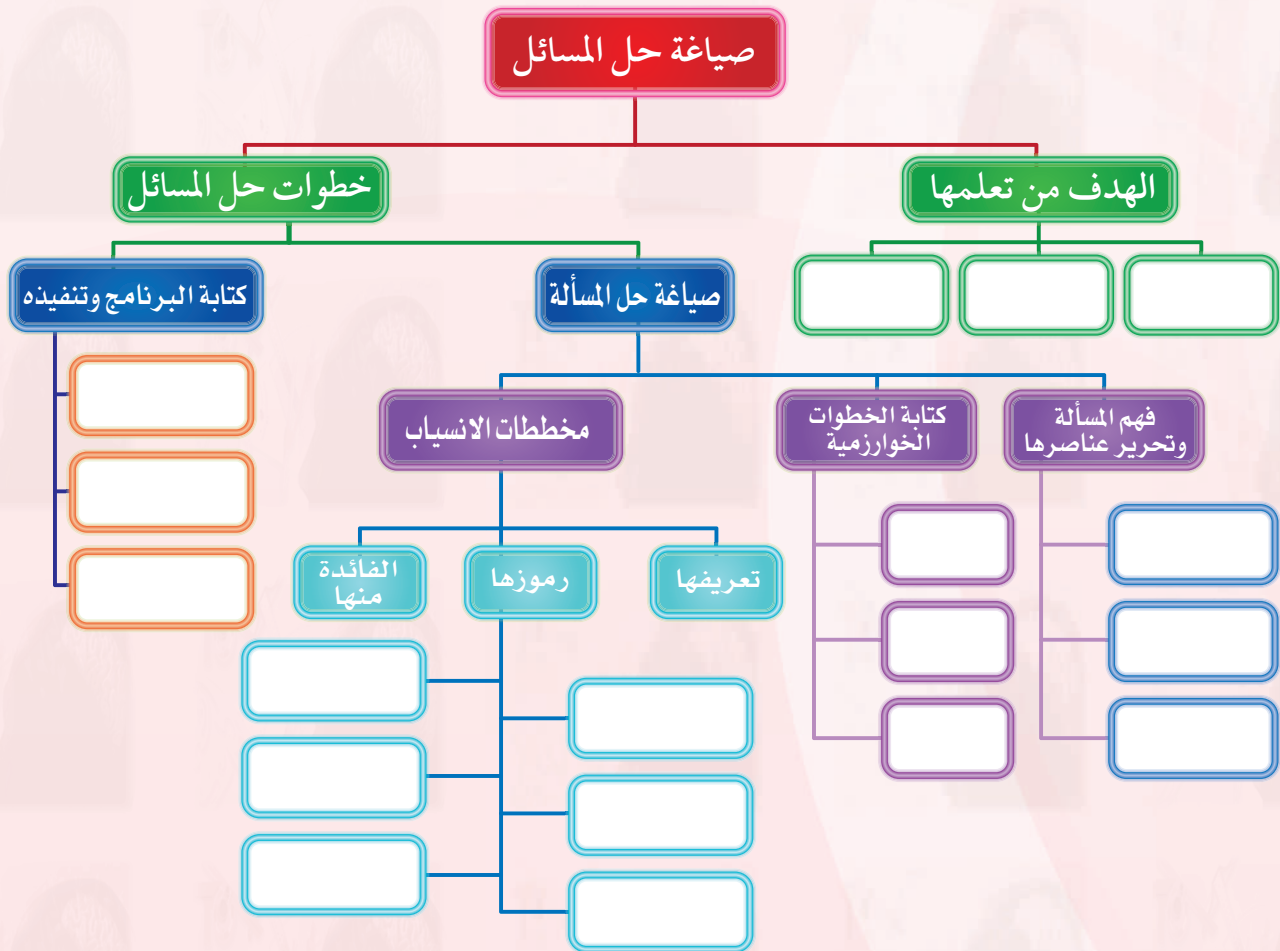 صياغة حل المسائل
الهدف من تعلمها
خطوات حل المسائل
صياغة حل المسألة
كتابة البرنامج وتنفيذه
فهم المسألة
وتحرير عناصرها
كتابة الخطوات
الخوارزمية
مخططات الانسياب
تعريفها
رموزها
الفائدة
منها